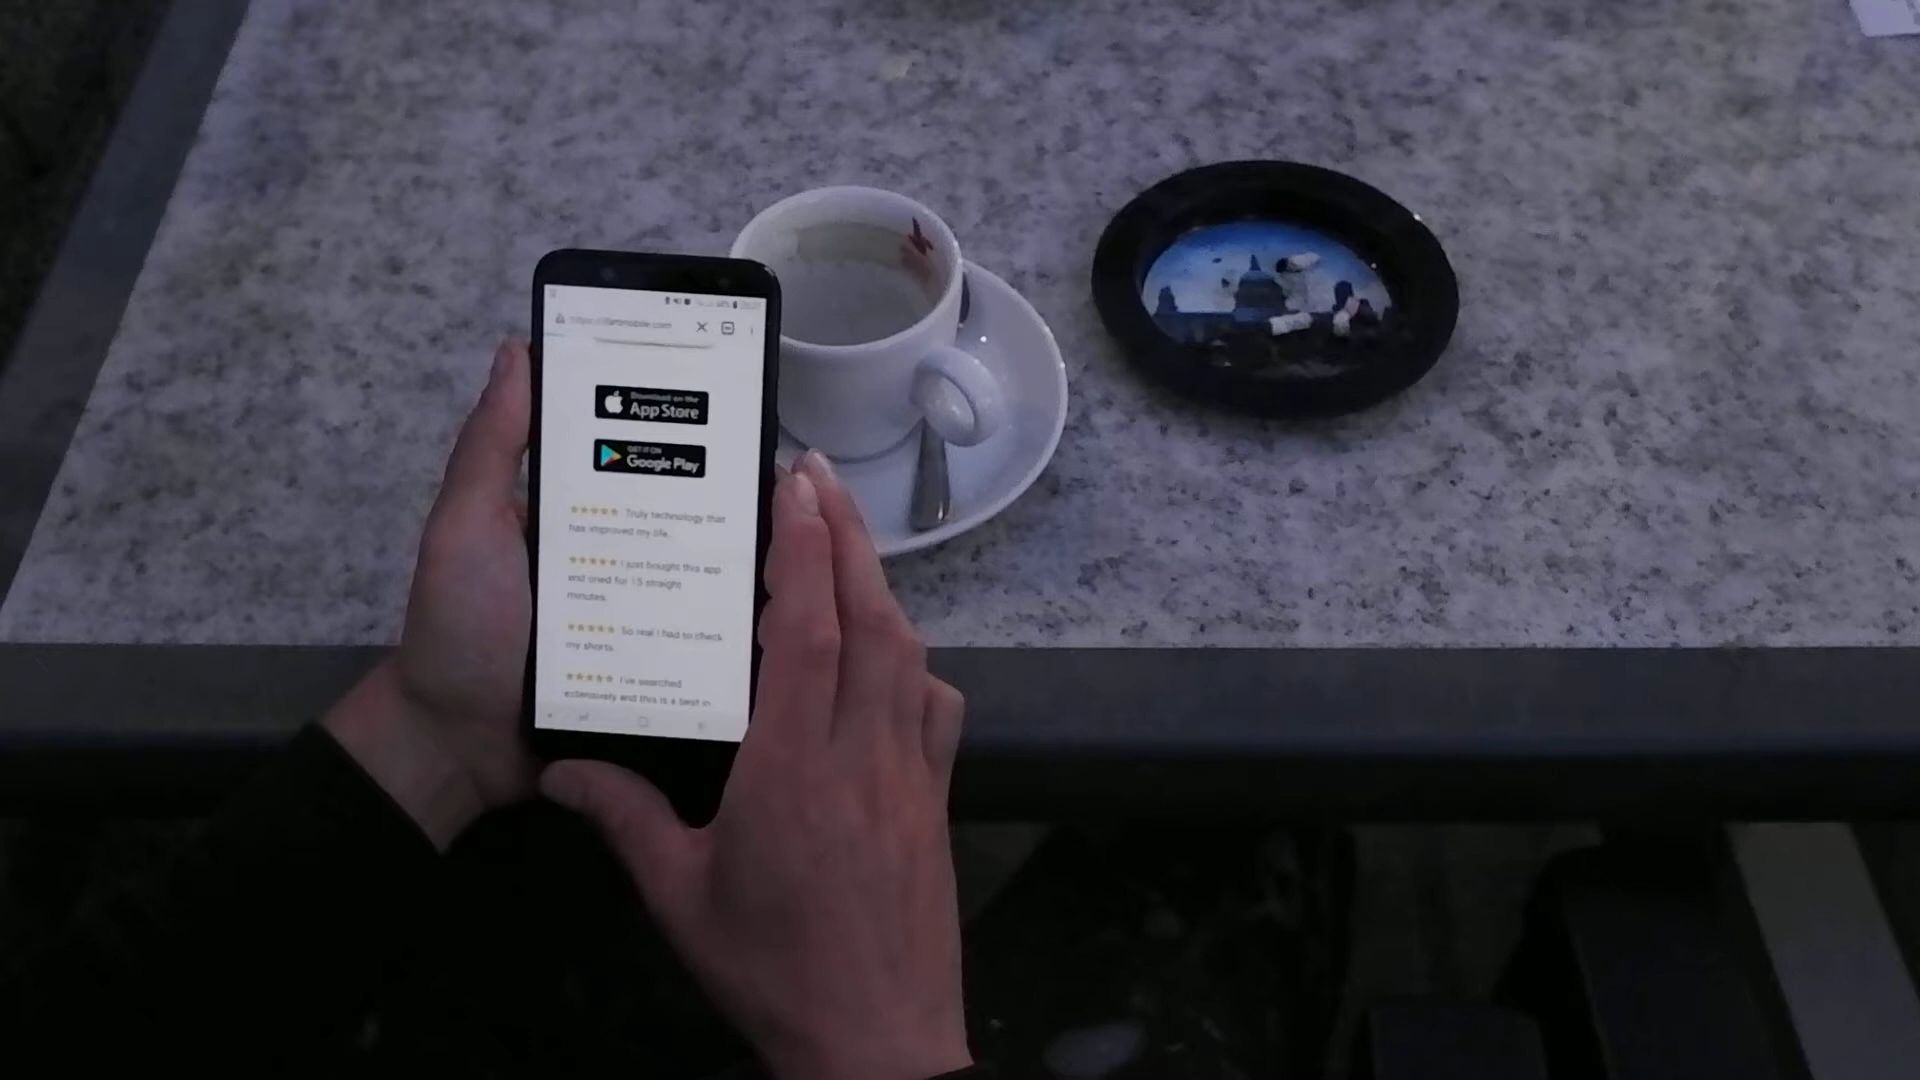 Download on the
App Store
GET IT ON
Google Play
★★★★★ Truly technology that
has improved my life.
★★★★★ I just bought this app
and cried for 15 straight
minutes.
★★★★★ So real I had to check
my shorts.
★★★★★ I've searched
extensively and this is a best in